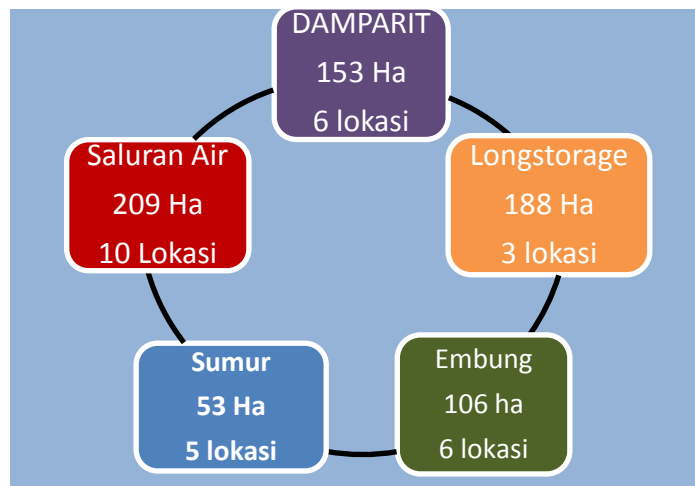 DAMPARIT
153 Ha
6 lokasi
Longstorage
188 Ha
3 lokasi
Embung
106 ha
6 lokasi
Sumur
53 Ha
5 lokasi
Saluran Air
209 Ha
10 Lokasi